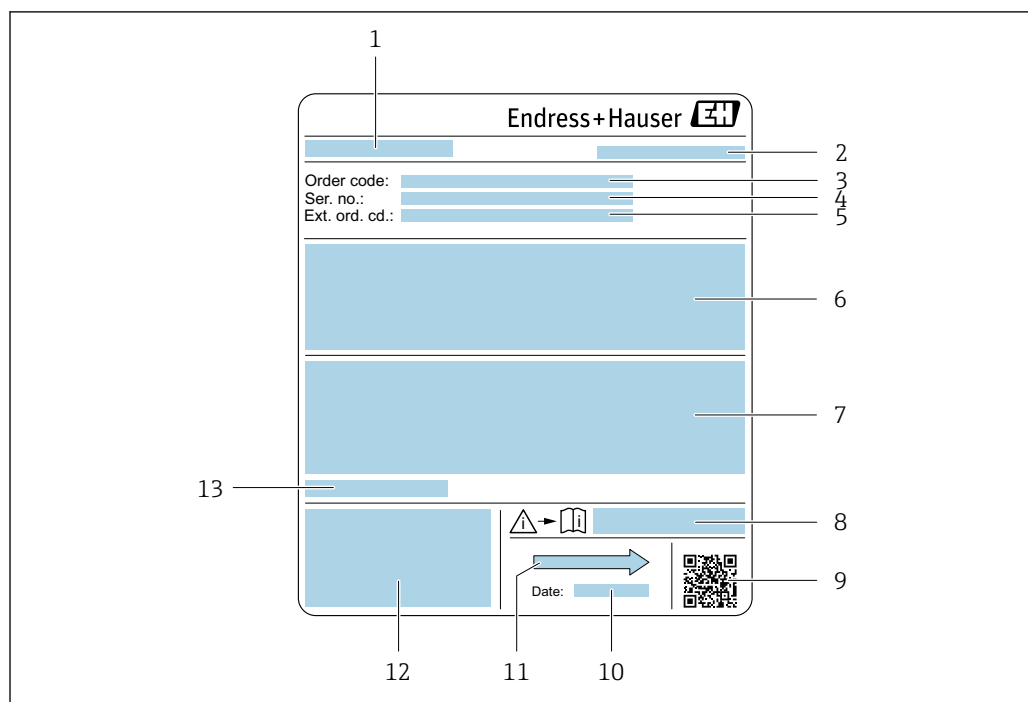 1
Endress+Hauser EH
2
Order code: 3
Ser. no.: 4
Ext. ord. cd.: 5
6
7
13
i i 8
9
Date:
12 11 10